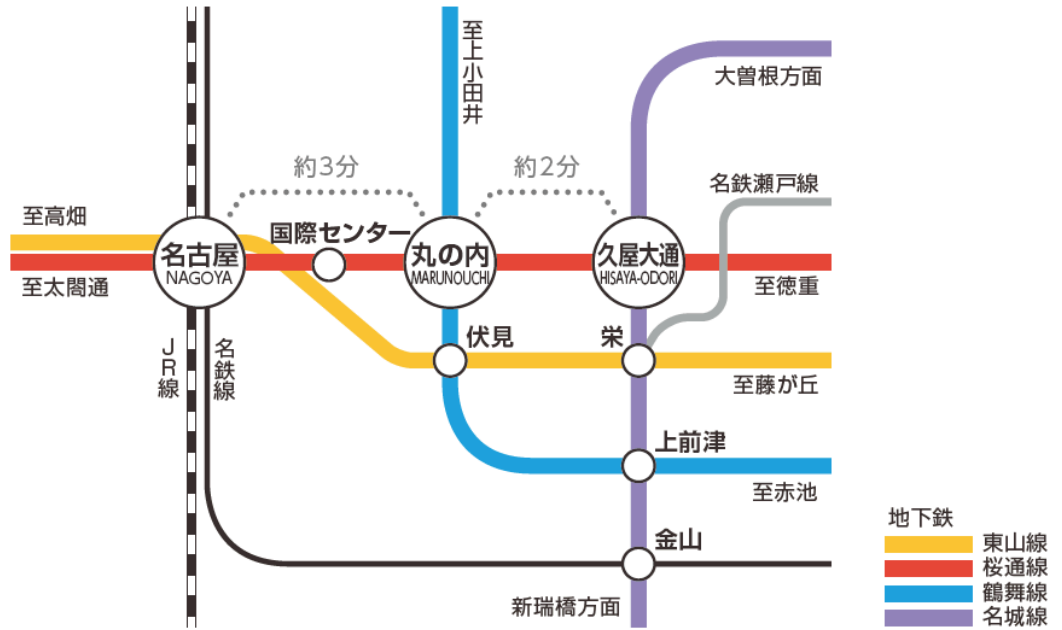 至上小田井
大曽根方面
約3分
約2分
名鉄瀬戸線
至高畑
国際センター
名古屋
NAGOYA
丸の内
MARUNOUCHI
久屋大通
HISAYA-ODORI
至太閤通
至徳重
伏見
栄
JR線
名鉄線
至藤が丘
上前津
至赤池
金山
新瑞橋方面
地下鉄
東山線
桜通線
鶴舞線
名城線